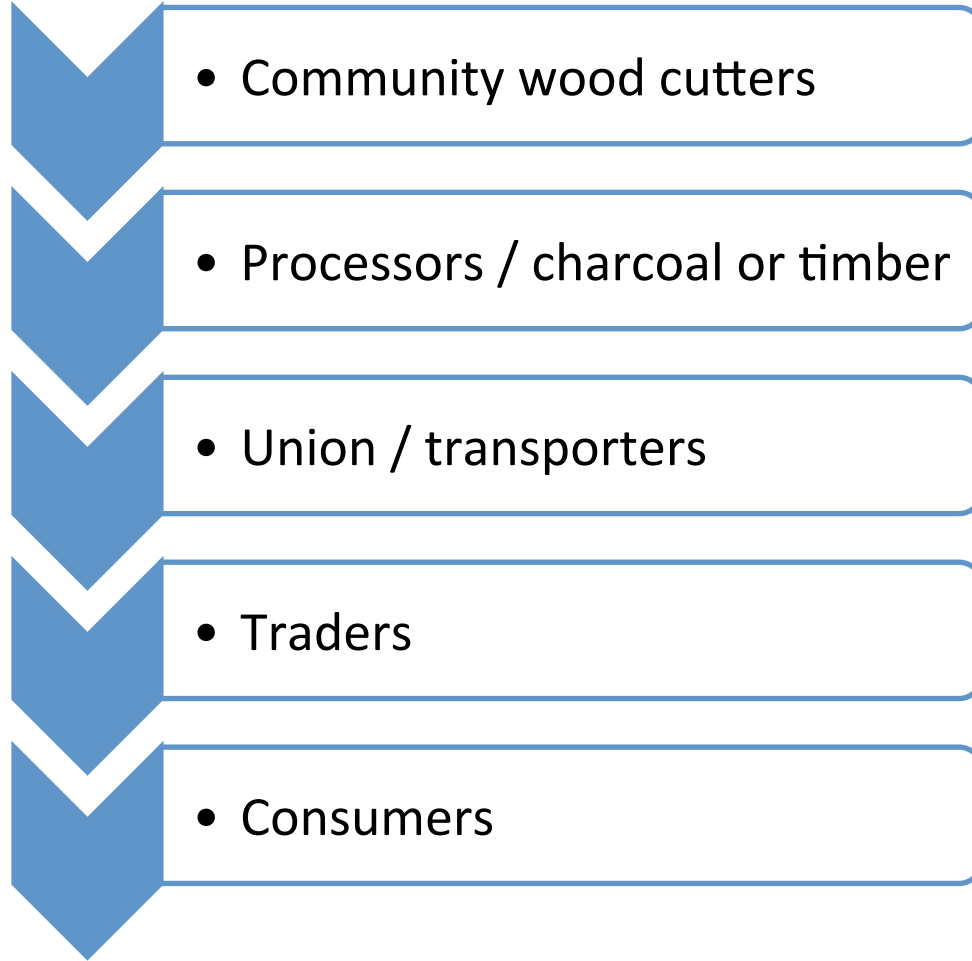 • Community wood cutters
• Processors / charcoal or timber
• Union / transporters
• Traders
• Consumers